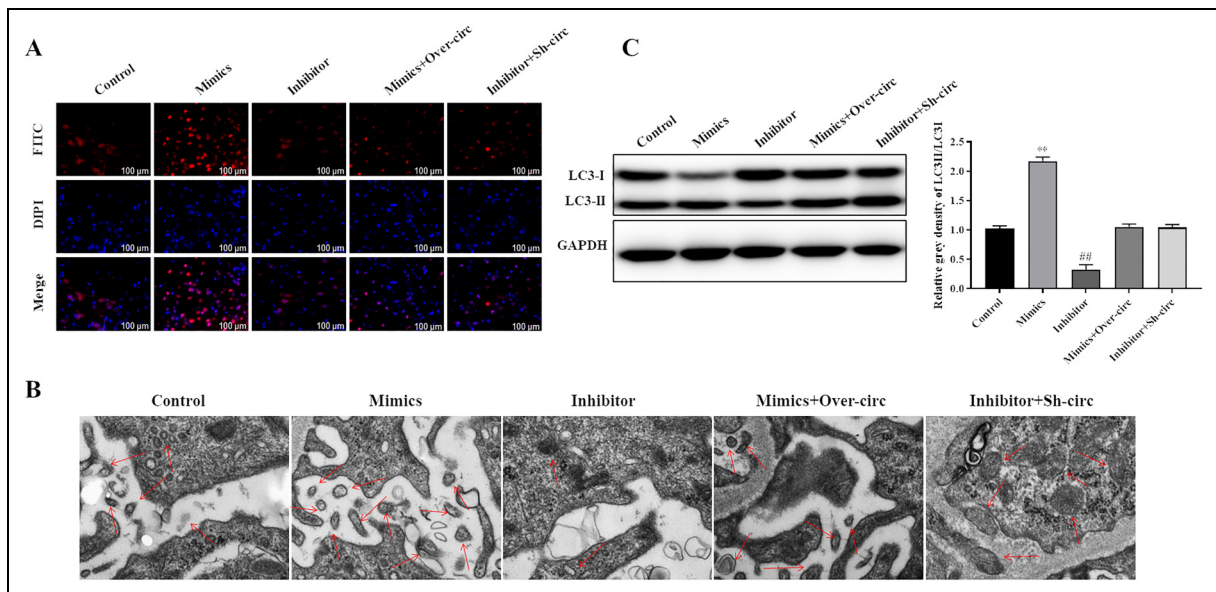 A
Control
Mimics
Inhibitor
Mimics+Over-circ
Inhibitor+Sh-circ
FITC
100 μm
100 μm
100 μm
100 μm
100 μm
DIPI
100 μm
100 μm
100 μm
100 μm
100 μm
Merge
100 μm
100 μm
100 μm
100 μm
100 μm
C
Control
Mimics
Inhibitor
Mimics+Over-circ
Inhibitor+Sh-circ
LC3-I
LC3-II
GAPDH
Relative grey density of LC3II/LC3I
2.5
2.0
1.5
1.0
0.5
0.0
**
##
Control
Mimics
Inhibitor
Mimics+Over-circ
Inhibitor+Sh-circ
B
Control
Mimics
Inhibitor
Mimics+Over-circ
Inhibitor+Sh-circ